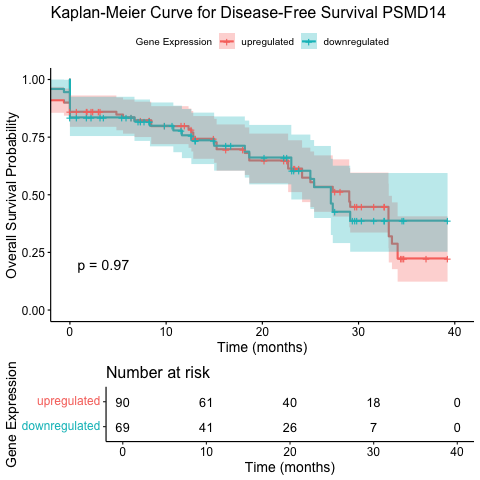 Kaplan-Meier Curve for Disease-Free Survival PSMD14
Gene Expression upregulated downregulated
1.00
0.75
0.50
0.25
0.00
Overall Survival Probability
p = 0.97
0 10 20 30 40
Time (months)
Number at risk
Gene Expression
upregulated 90 61 40 18 0
downregulated 69 41 26 7 0
0 10 20 30 40
Time (months)